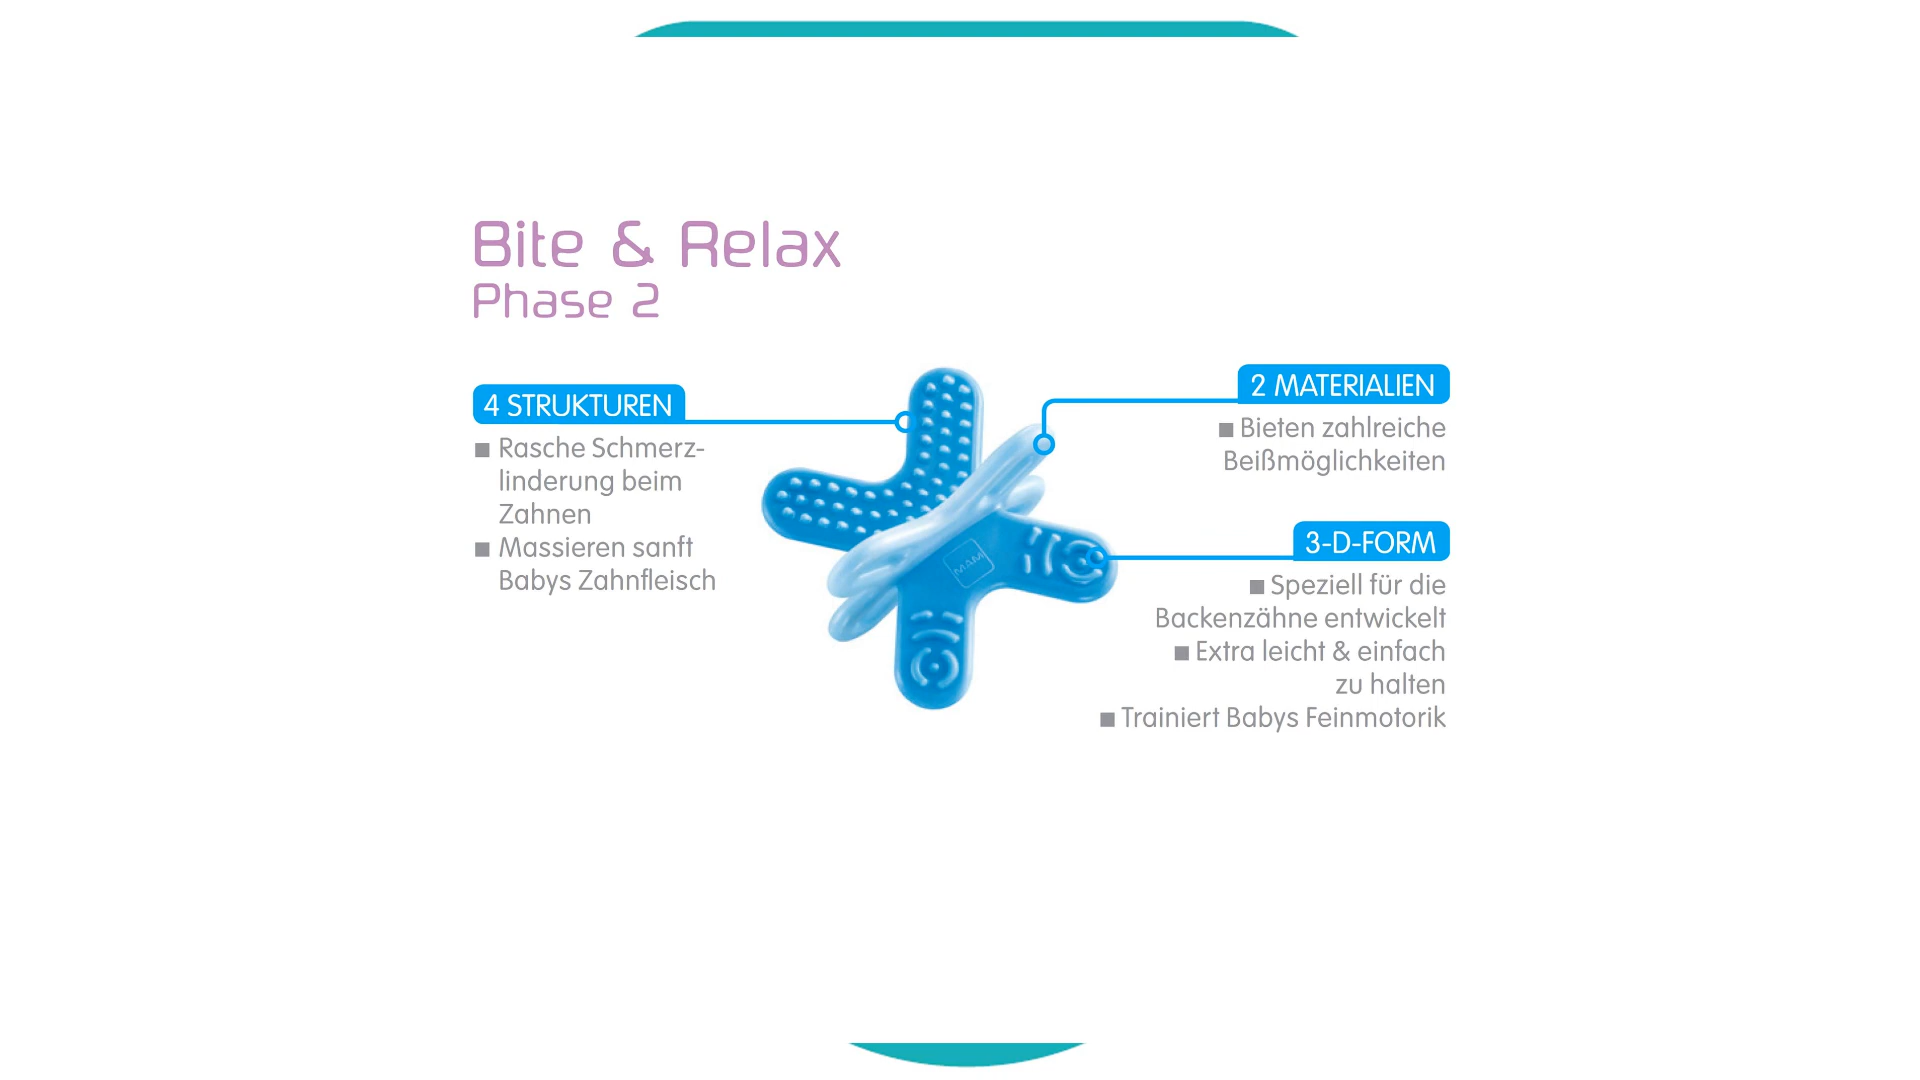 Bite & Relax
Phase 2
4 STRUKTUREN
■ Rasche Schmerz-
linderung beim
Zahnen
■ Massieren sanft
Babys Zahnfleisch
2 MATERIALIEN
■ Bieten zahlreiche
Beißmöglichkeiten
3-D-FORM
■ Speziell für die
Backenzähne entwickelt
■ Extra leicht & einfach
zu halten
■ Trainiert Babys Feinmotorik
MAM